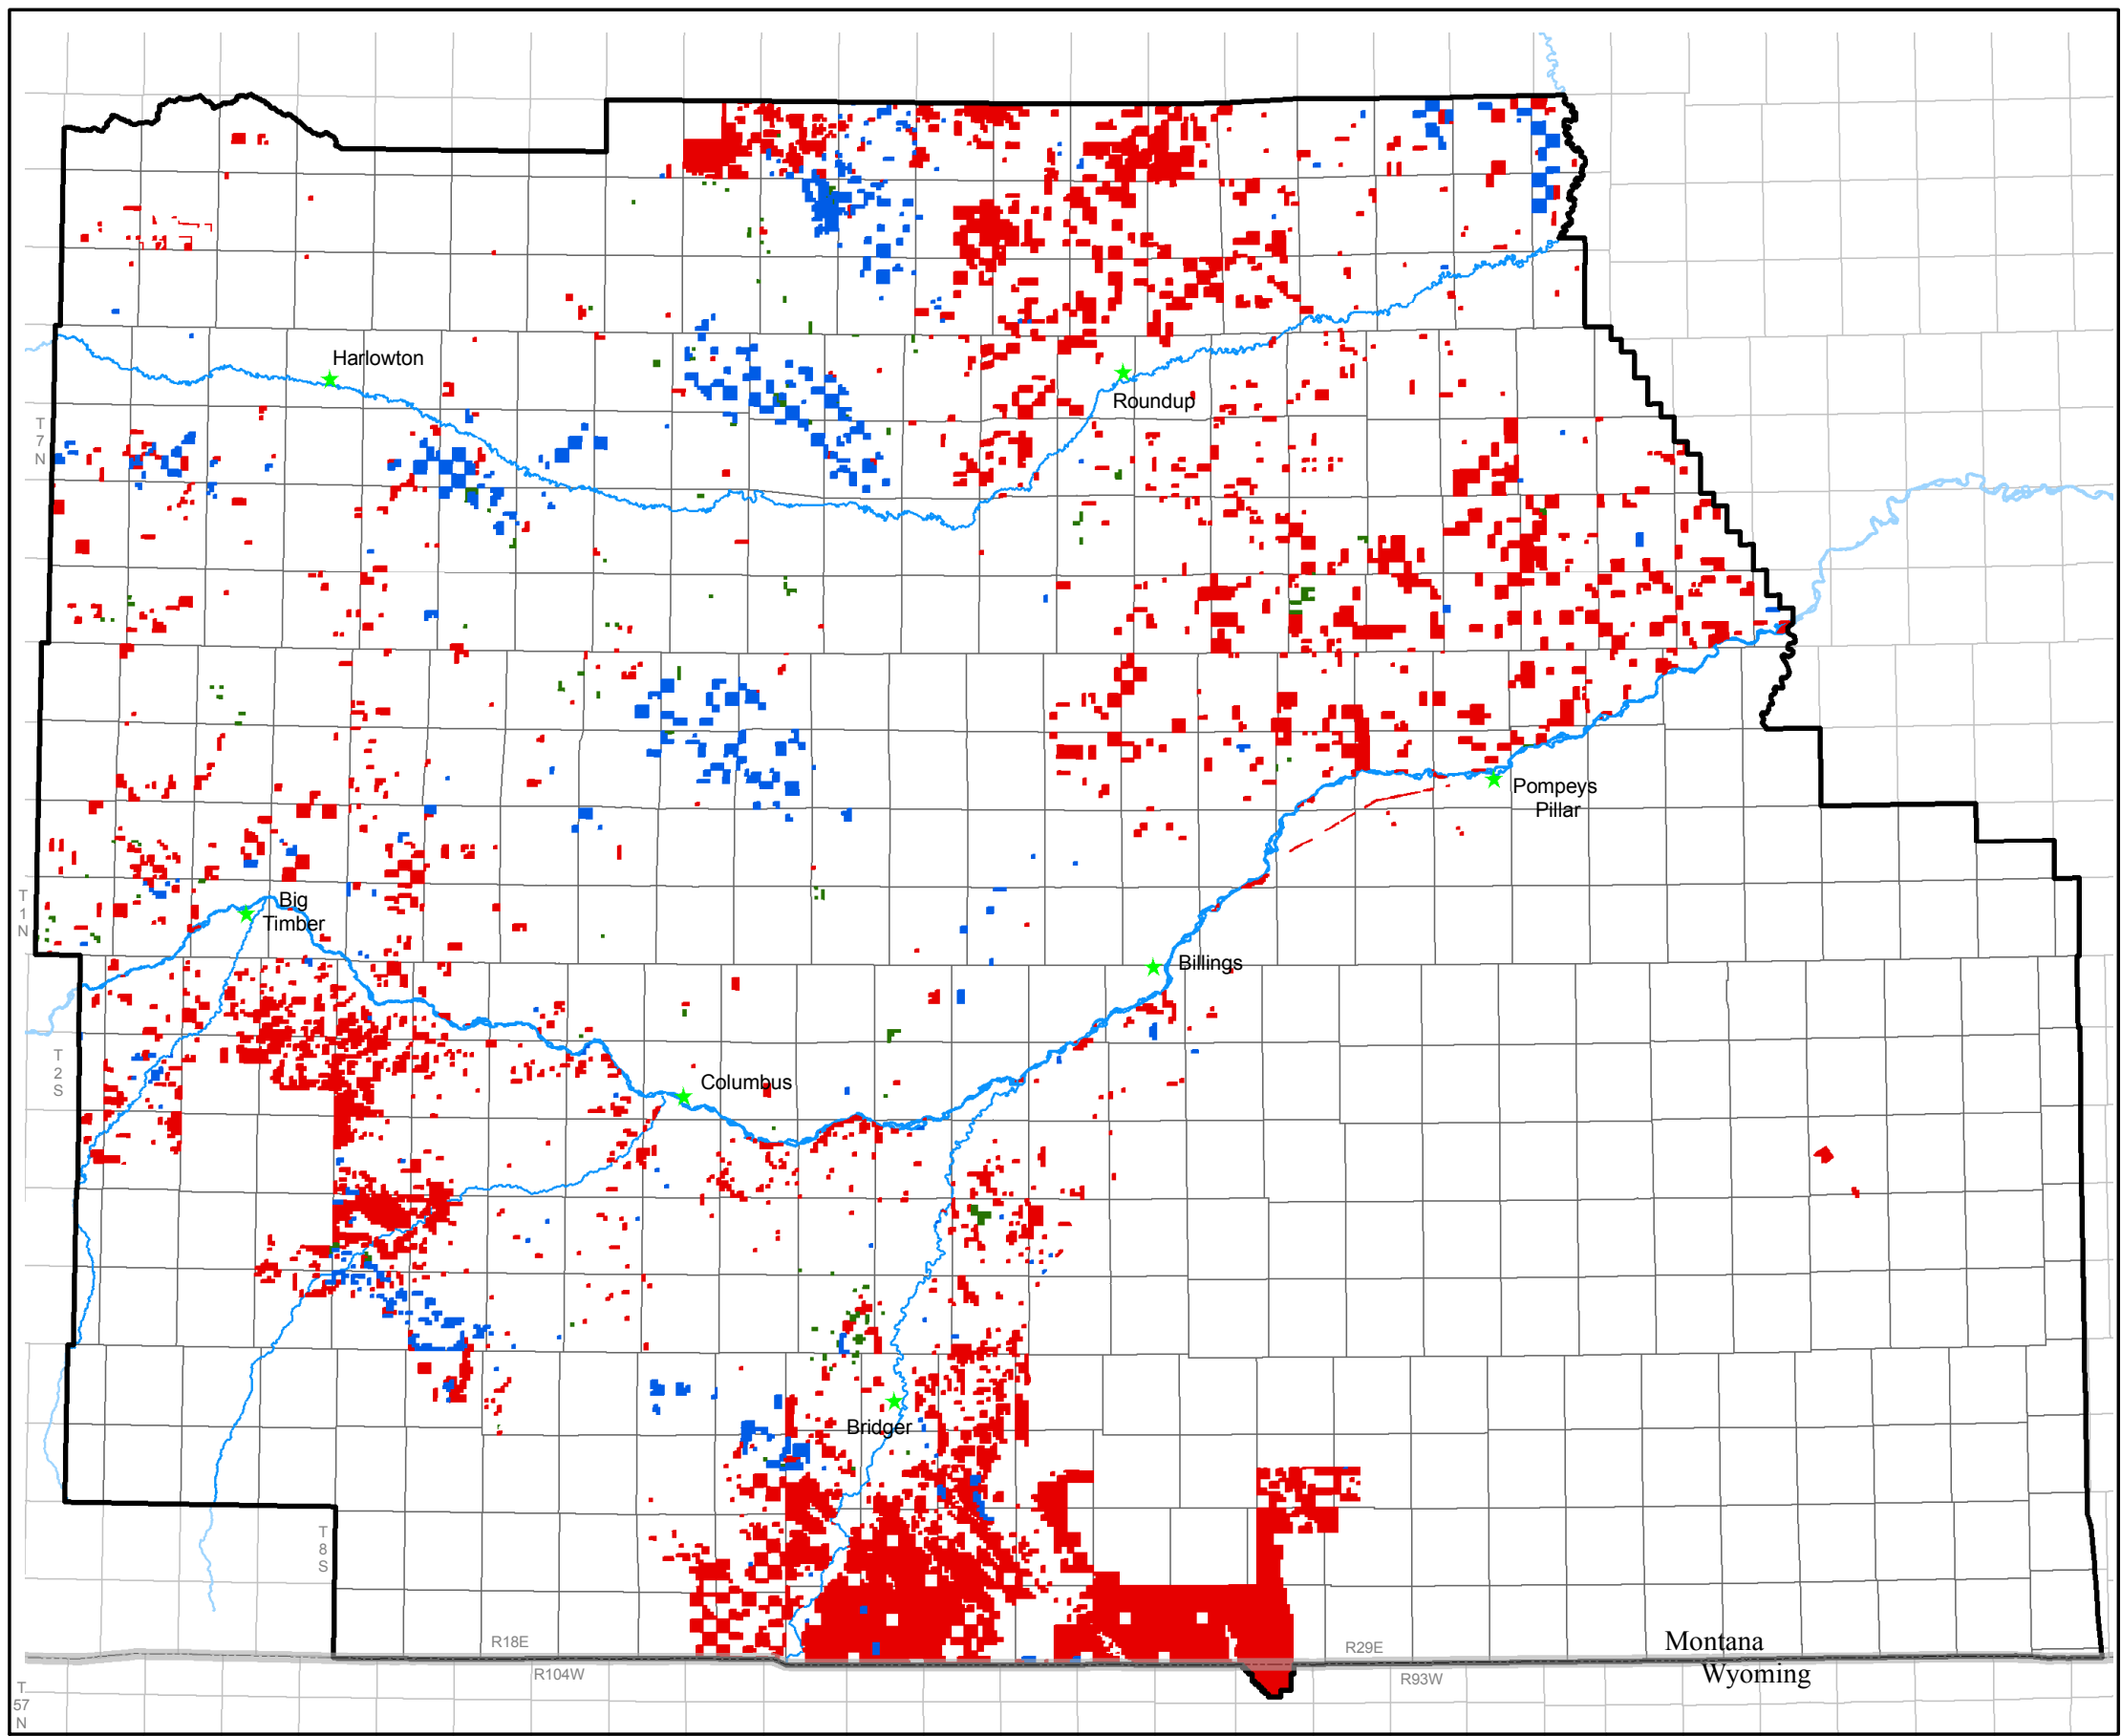 Harlowton
Roundup
T
7
N
Pompeys
Pillar
T
1
N
Big
Timber
Billings
T
2
S
Columbus
Bridger
T
8
S
R18E
R29E
Montana
R104W
R93W
Wyoming
T
57
N